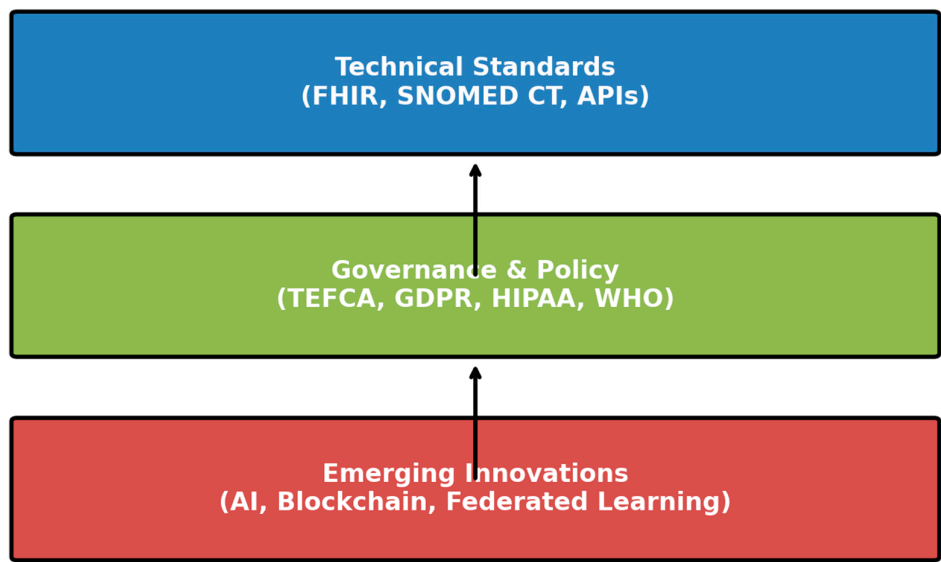 Technical Standards
(FHIR, SNOMED CT, APIs)
Governance & Policy
(TEFCA, GDPR, HIPAA, WHO)
Emerging Innovations
(AI, Blockchain, Federated Learning)